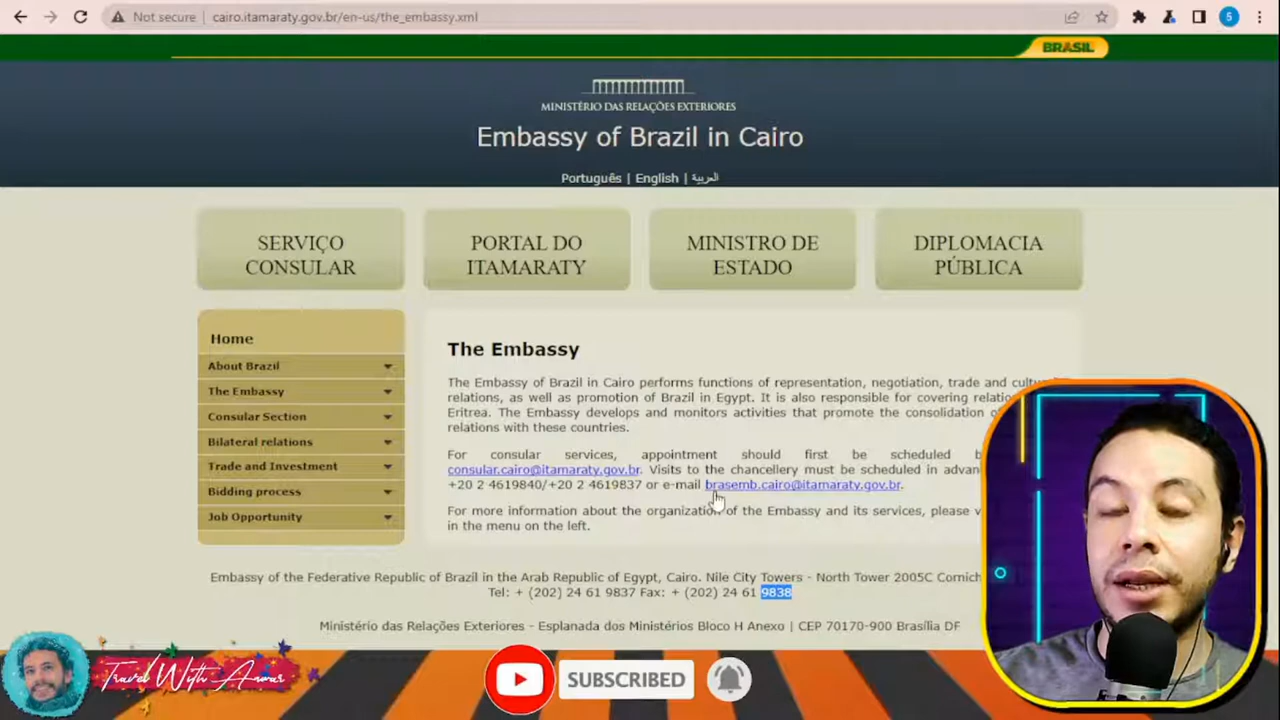 Not secure
cairo.itamaraty.gov.br/en-us/the_embassy.xml
5
BRASIL
MINISTÉRIO DAS RELAÇÕES EXTERIORES
Embassy of Brazil in Cairo
Português | English | العربية
SERVIÇO
CONSULAR
PORTAL DO
ITAMARATY
MINISTRO DE
ESTADO
DIPLOMACIA
PÚBLICA
Home
About Brazil
The Embassy
Consular Section
Bilateral relations
Trade and Investment
Bidding process
Job Opportunity
The Embassy
The Embassy of Brazil in Cairo performs functions of representation, negotiation, trade and
relations, as well as promotion of Brazil in Egypt. It is also responsible for covering
Eritrea. The Embassy develops and monitors activities that promote the consolidation
relations with these countries.
For consular services, appointment should first be scheduled
consular.cairo@itamaraty.gov.br. Visits to the chancellery must be scheduled in
+20 2 4619840/+20 2 4619837 or e-mail brasemb.cairo@itamaraty.gov.br.
For more information about the organization of the Embassy and its services, please
in the menu on the left.
Embassy of the Federative Republic of Brazil in the Arab Republic of Egypt, Cairo. Nile City Towers - North Tower 2005C
Tel: + (202) 24 61 9837 Fax: + (202) 24 61 9838
Ministério das Relações Exteriores - Esplanada dos Ministérios Bloco H Anexo | CEP 70170-900 Brasília DF
Travel With Anwar
SUBSCRIBED